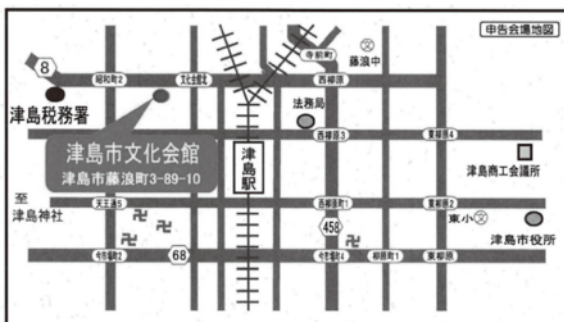 申告会場地図
8
寺前町
藤浪中
昭和町2
文化会館北
西柳原
津島税務署
法務局
西柳原3
東柳原4
津島市文化会館
津島市藤浪町3-89-10
津島駅
津島商工会議所
至
津島神社
天王通5
西柳原町1
東柳原2
東小
458
津島市役所
今市場町2
68
今市場町4
柳原町1
東柳原